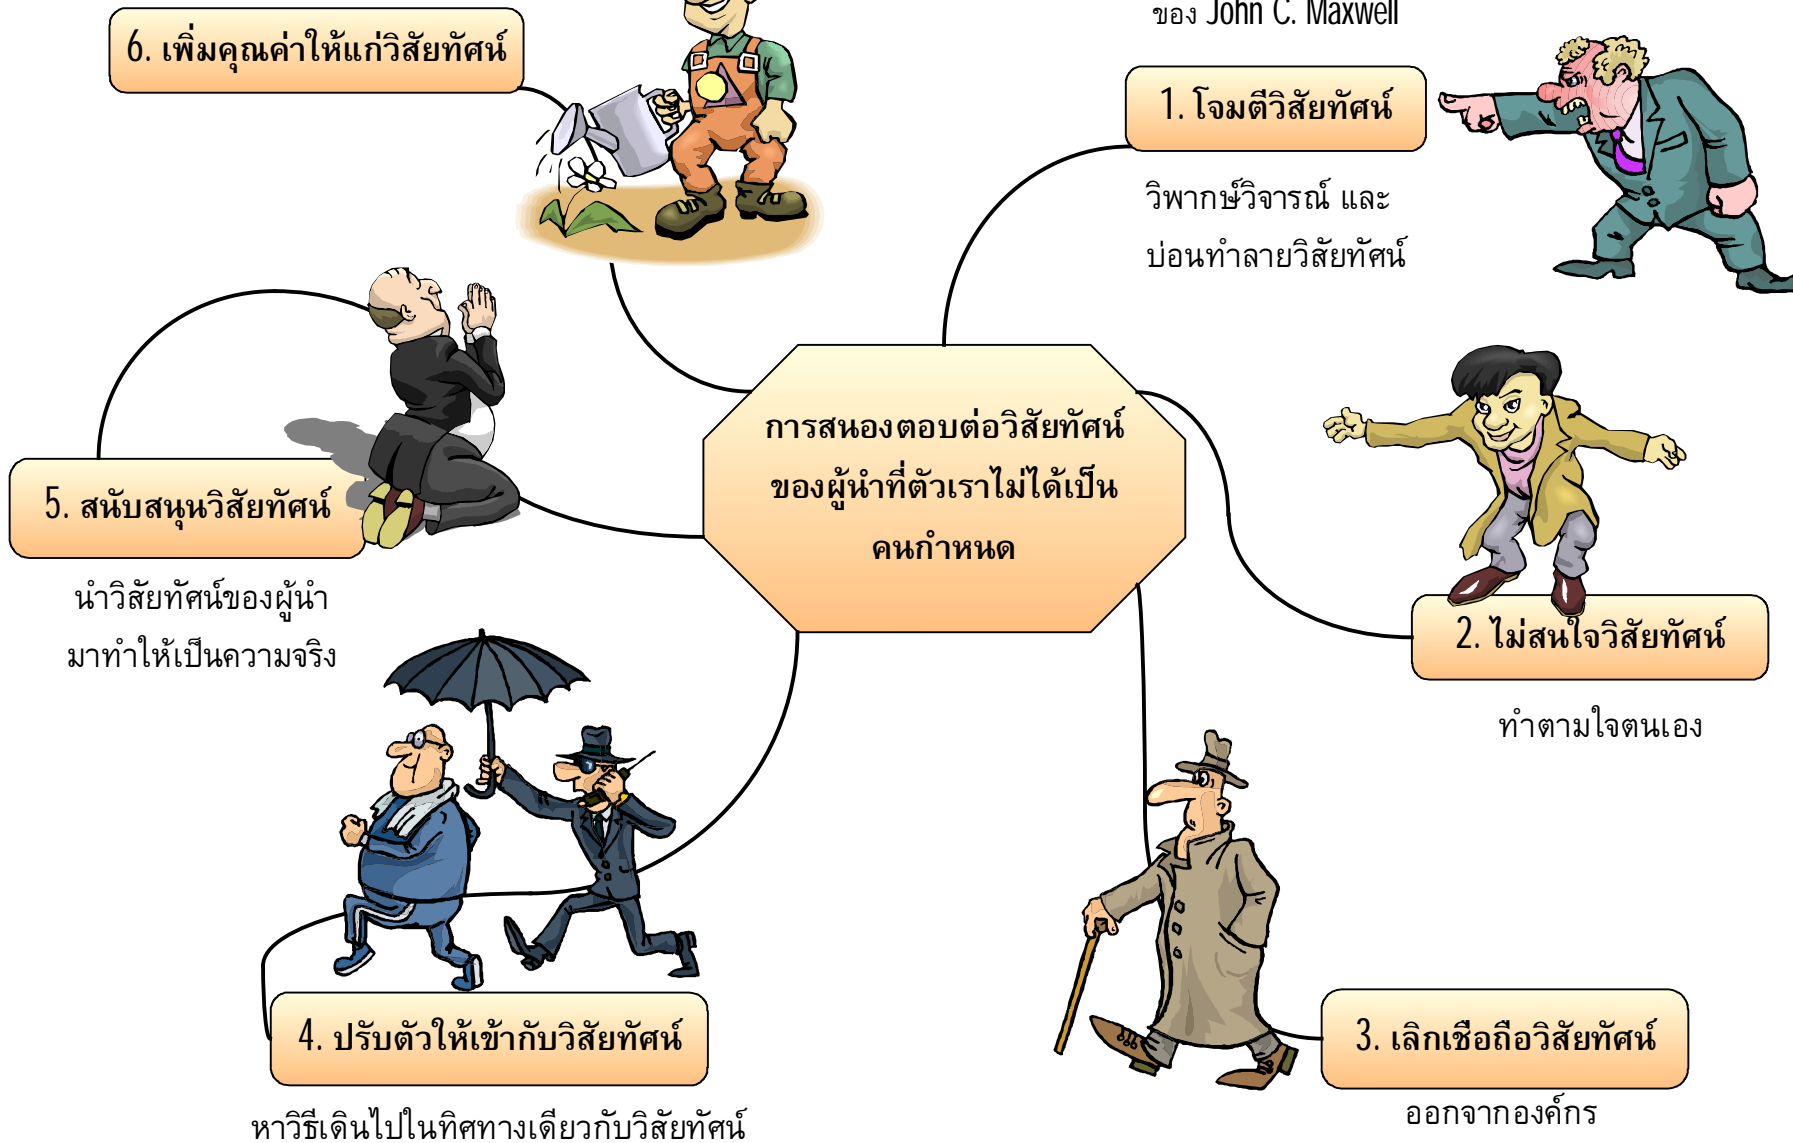 ของ John C. Maxwell
1. โจมตีวิสัยทัศน์
วิพากษ์วิจารณ์ และ
บ่อนทำลายวิสัยทัศน์
2. ไม่สนใจวิสัยทัศน์
ทำตามใจตนเอง
3. เลิกเชื่อถือวิสัยทัศน์
ออกจากองค์กร
4. ปรับตัวให้เข้ากับวิสัยทัศน์
หาวิธีเดินไปในทิศทางเดียวกับวิสัยทัศน์
5. สนับสนุนวิสัยทัศน์
นำวิสัยทัศน์ของผู้นำ
มาทำให้เป็นความจริง
6. เพิ่มคุณค่าให้แก่วิสัยทัศน์
การสนองตอบต่อวิสัยทัศน์
ของผู้นำที่ตัวเราไม่ได้เป็น
คนกำหนด